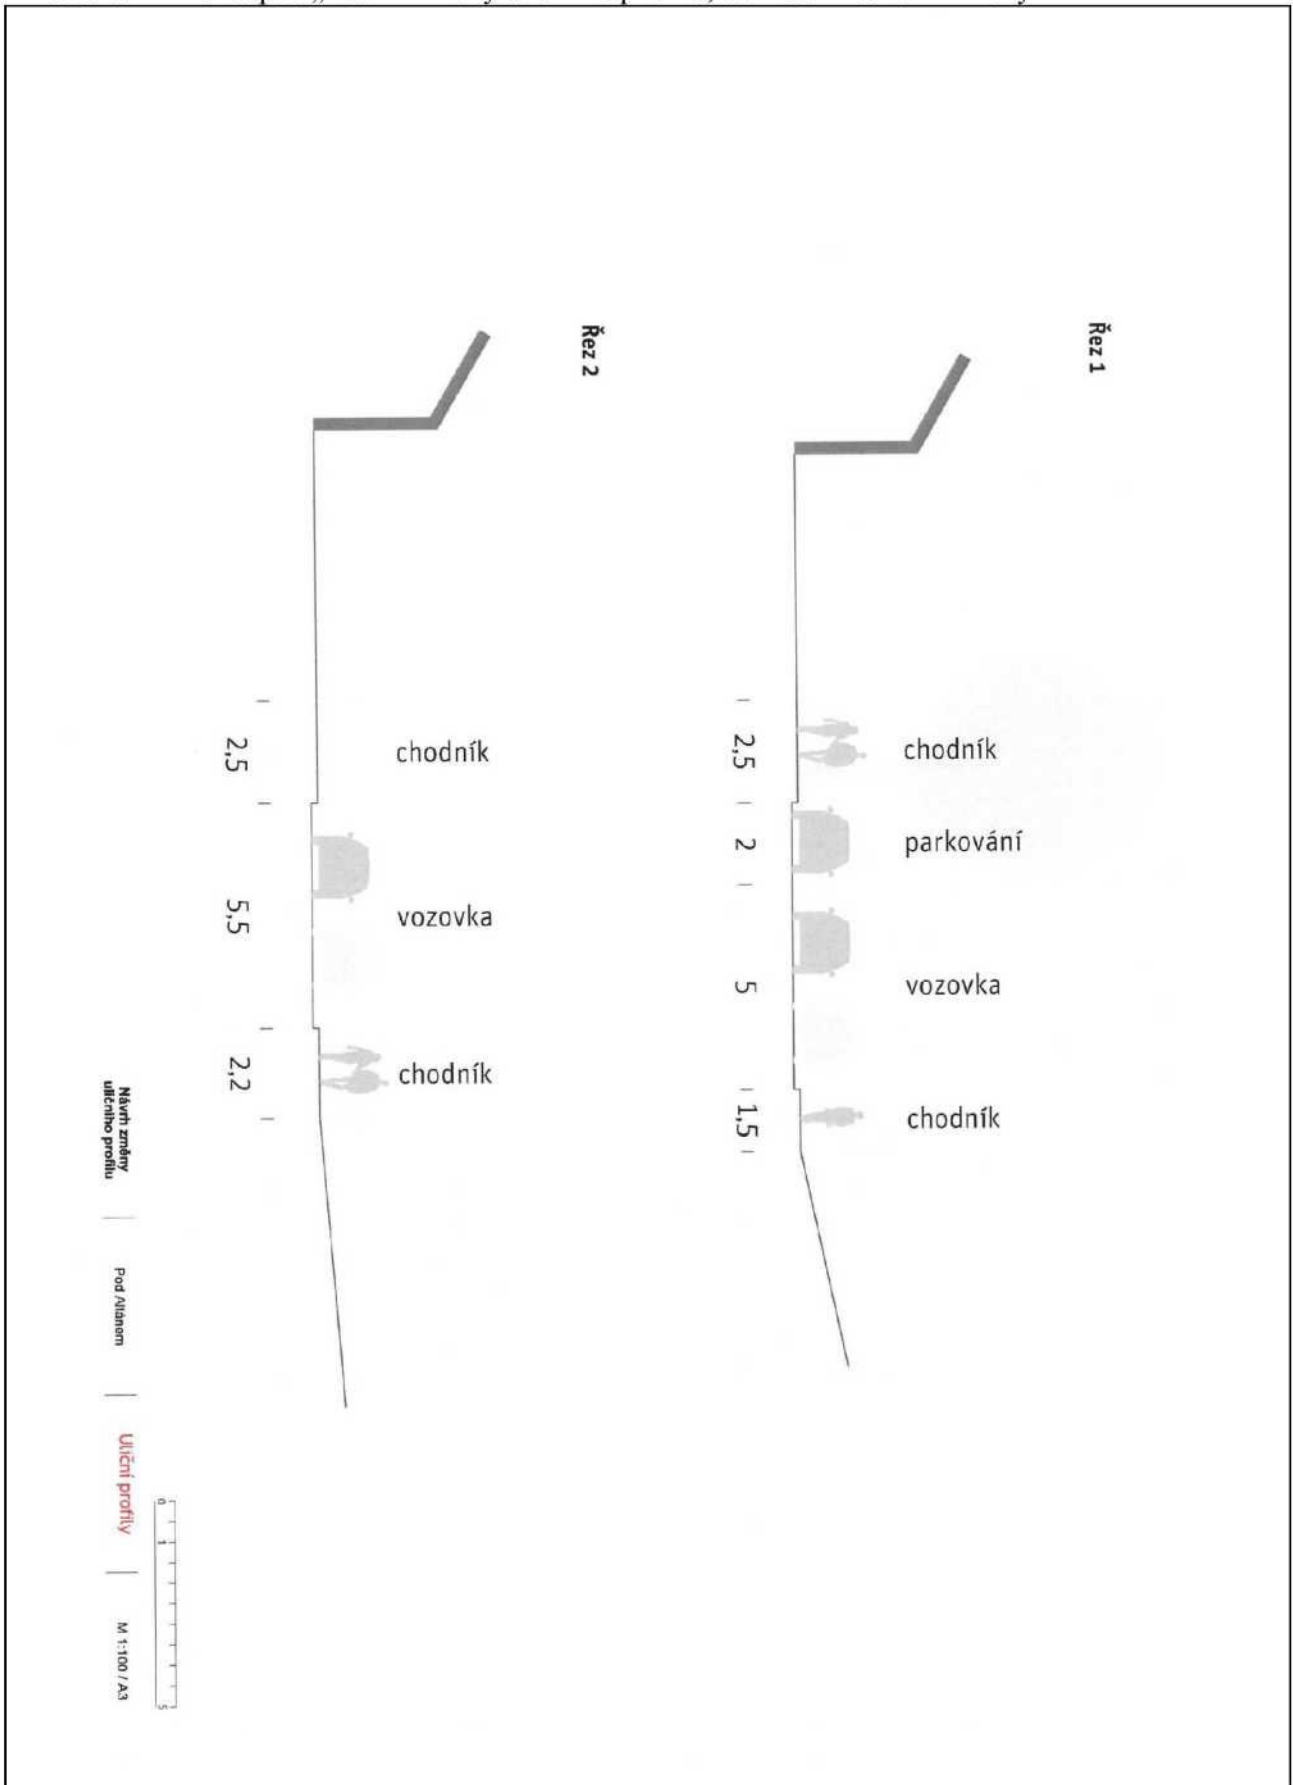 Řez 1
chodník
parkování
vozovka
chodník
2,5
2
5
1,5
Řez 2
chodník
vozovka
chodník
2,5
5,5
2,2
0 1 5
Návrh změny
uličního profilu
Pod Altánem
Uliční profily
M 1:100 / A3